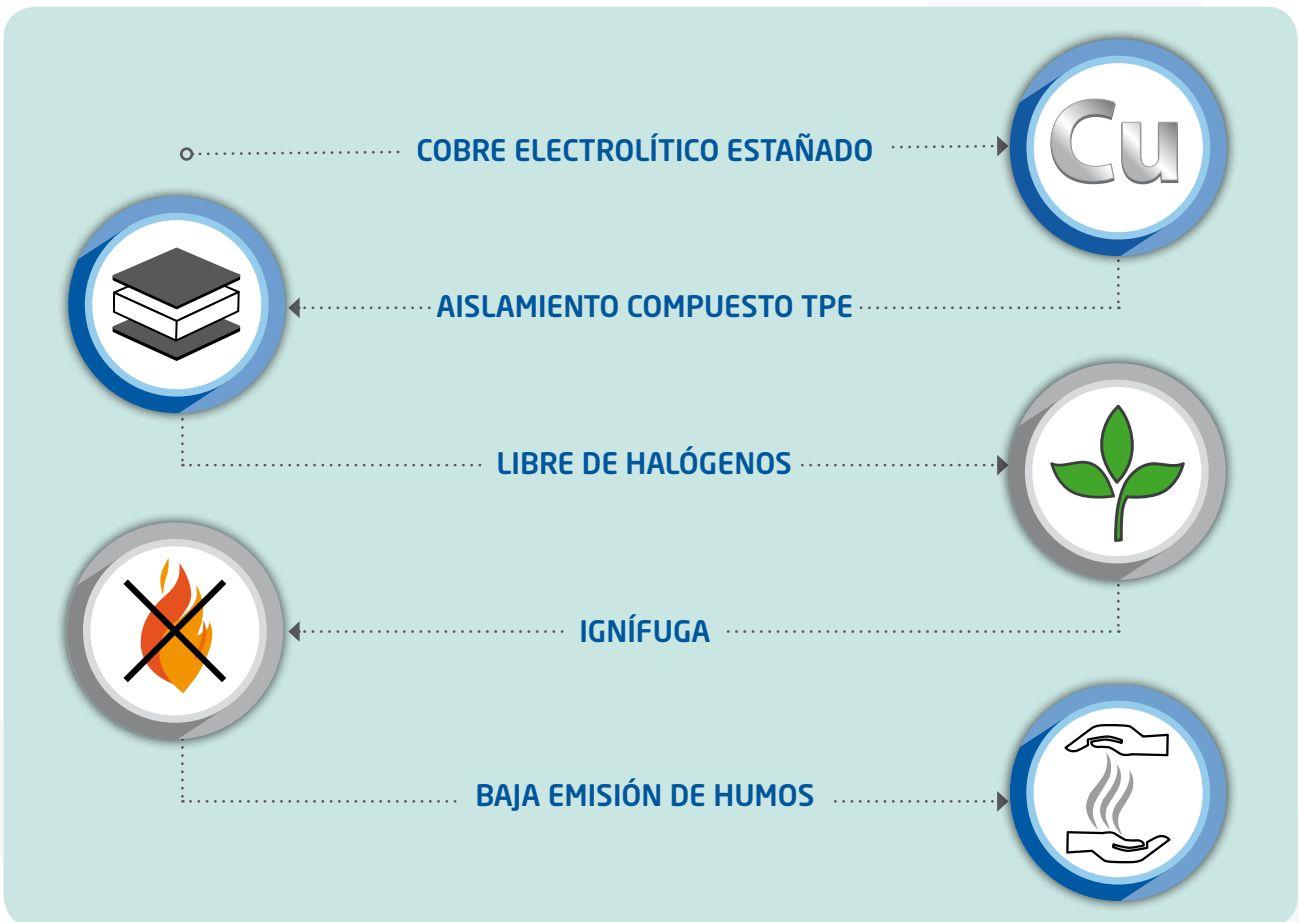 COBRE ELECTROLÍTICO ESTAÑADO
Cu
AISLAMIENTO COMPUESTO TPE
LIBRE DE HALÓGENOS
IGNÍFUGA
BAJA EMISIÓN DE HUMOS